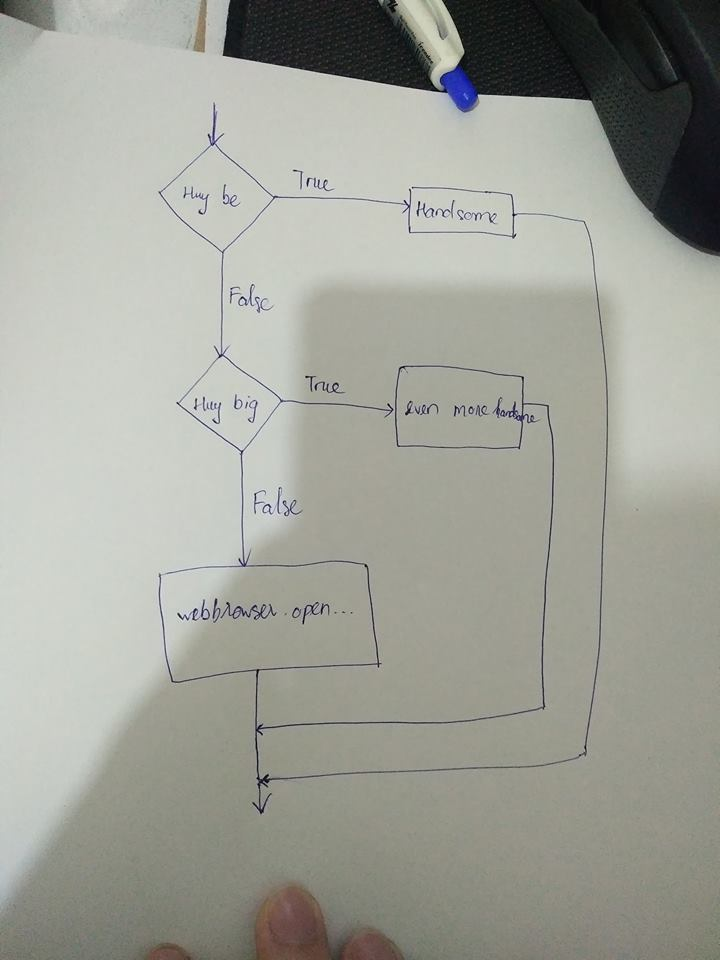 Huy be
True
Handsome
False
Huy big
True
even more handsome
False
webbrowser.open...